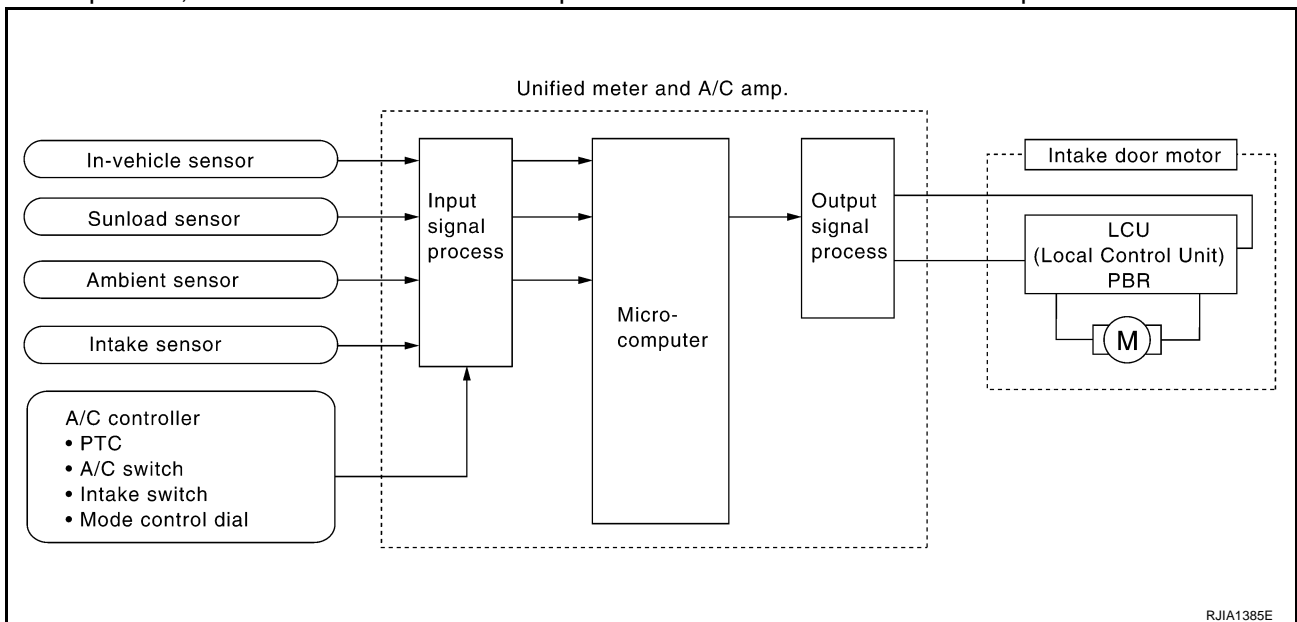 Unified meter and A/C amp.
In-vehicle sensor
Sunload sensor
Ambient sensor
Intake sensor
A/C controller
• PTC
• A/C switch
• Intake switch
• Mode control dial
Input
signal
process
Micro-
computer
Output
signal
process
Intake door motor
LCU
(Local Control Unit)
PBR
M
RJIA1385E